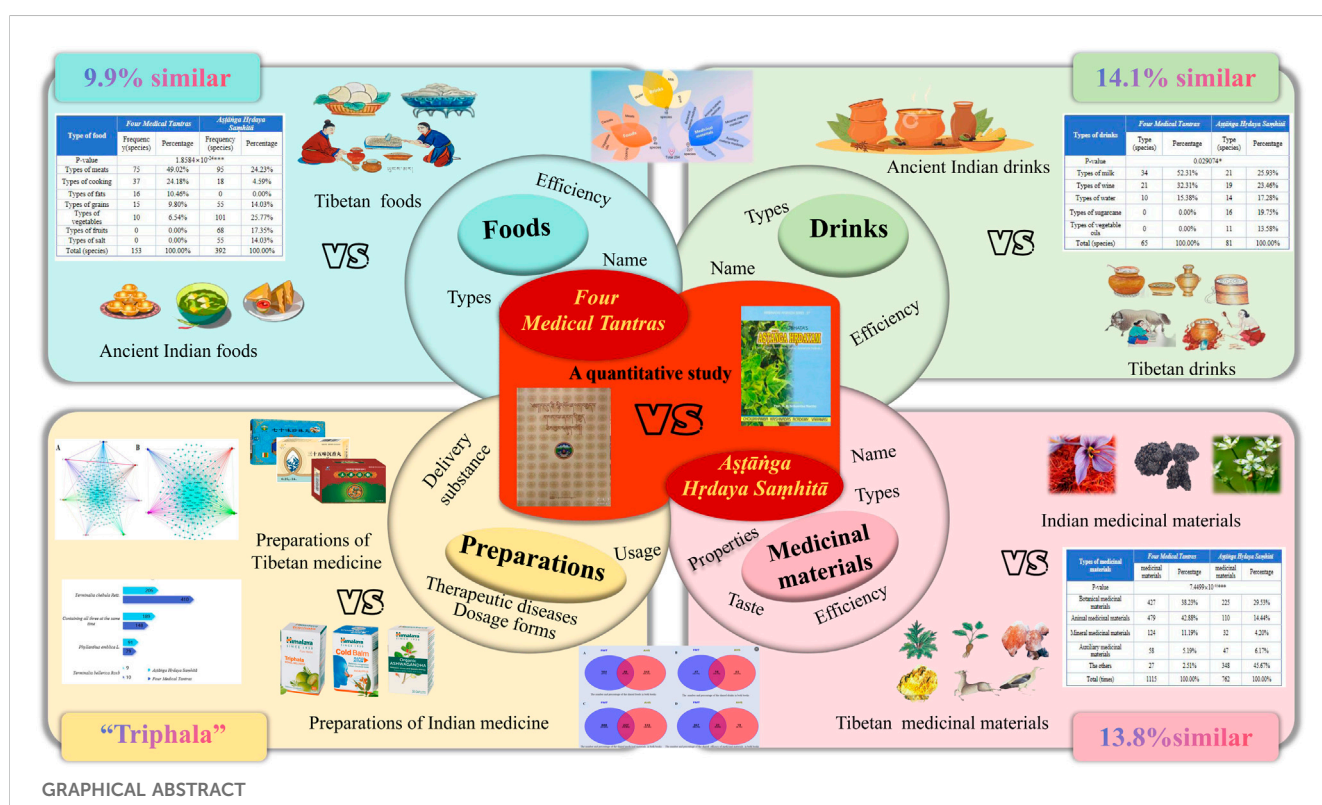 9.9% similar
Type of food
Four Medical Tantras
Aṣṭāṅga Hṛdaya Saṃhitā
Frequenc y(species)
Percentage
Frequency (species)
Percentage
P-value
Types of meats 75 49.02% 95 24.23%
Types of cooking 37 24.18% 18 4.59%
Types of fats 16 10.46% 0 0.00%
Types of grains 15 9.80% 55 14.03%
Types of vegetables 10 6.54% 101 25.77%
Types of fruits 0 0.00% 68 17.35%
Types of salt 0 0.00% 55 14.03%
Total (species) 153 100.00% 392 100.00%
Tibetan foods
VS
Ancient Indian foods
14.1% similar
Ancient Indian drinks
VS
Types of drinks
Four Medical Tantras
Aṣṭāṅga Hṛdaya Saṃhitā
Type (species)
Percentage
Type (species)
Percentage
P-value 0.029074*
Types of milk 34 52.31% 21 25.93%
Types of wine 21 32.31% 19 23.46%
Types of water 10 15.38% 14 17.28%
Types of sugarcane 0 0.00% 16 19.75%
Types of vegetable oils 0 0.00% 11 13.58%
Total (species) 65 100.00% 81 100.00%
Tibetan drinks
Efficiency
Foods
Name
Types
Types
Drinks
Name
Efficiency
Four
Medical Tantras
A quantitative study
AṢṬĀṄGA HṚDAYAM
VS
Aṣṭāṅga
Hṛdaya Saṃhitā
Delivery
substance
Preparations
Usage
Therapeutic diseases
Dosage forms
Name
Types
Properties
Medicinal
materials
Taste
Efficiency
A
B
Preparations of
Tibetan medicine
VS
Terminalia chebula Retz.
Containing all three at the same time
Phyllanthus emblica L.
Terminalia bellirica Roxb
Aṣṭāṅga Hṛdaya Saṃhitā
Four Medical Tantras
Himalaya
Triphala
Himalaya
Cold Balm
Himalaya
ORGANIC
ASHWAGANDHA
Preparations of Indian medicine
“Triphala”
Indian medicinal materials
VS
Types of medicinal materials
Four Medical Tantras
Aṣṭāṅga Hṛdaya Saṃhitā
medicinal materials
Percentage
medicinal materials
Percentage
P-value
Botanical medicinal materials 427 38.23% 225 29.53%
Animal medicinal materials 479 42.88% 110 14.44%
Mineral medicinal materials 124 11.19% 32 4.20%
Auxiliary medicinal materials 58 5.19% 47 6.17%
The others 27 2.51% 348 45.67%
Total (times) 1115 100.00% 762 100.00%
Tibetan medicinal materials
13.8%similar
GRAPHICAL ABSTRACT